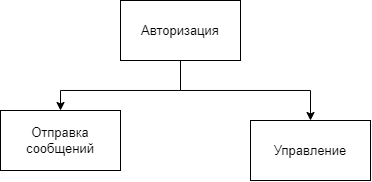 Авторизация
Отправка
сообщений
Управление